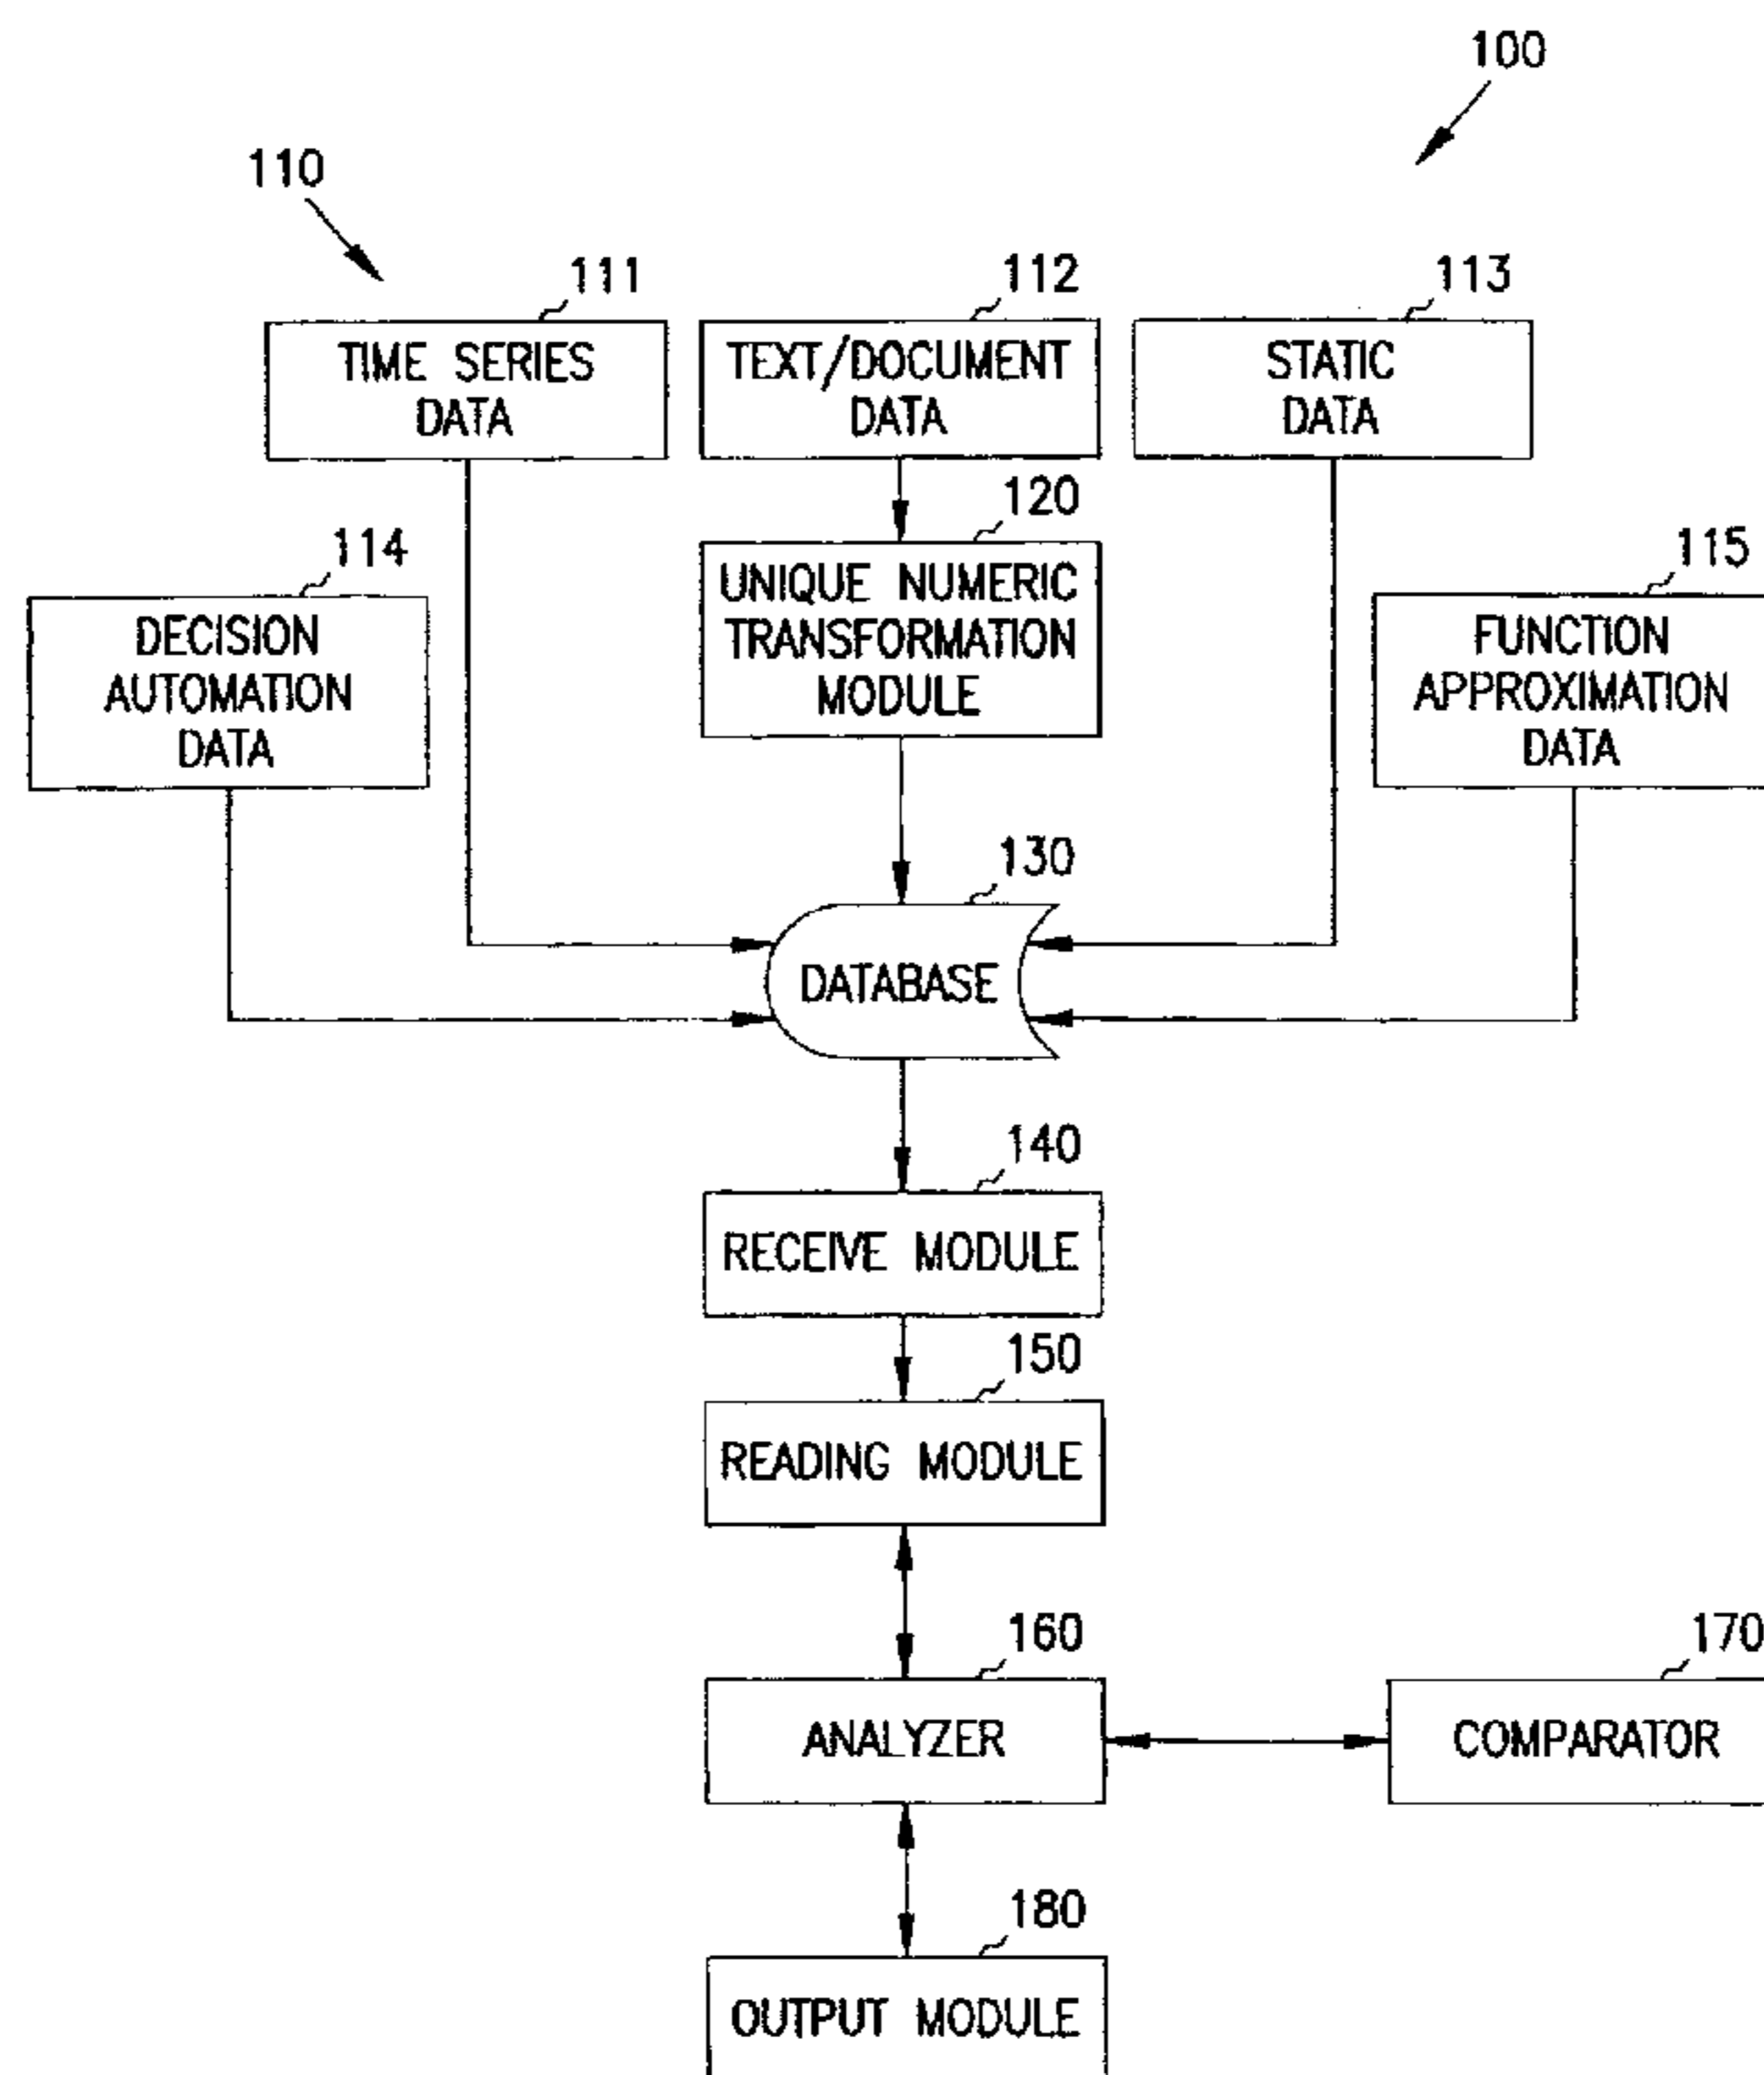 100
110
111
112
113
TIME SERIES
DATA
TEXT/DOCUMENT
DATA
STATIC
DATA
120
114
115
UNIQUE NUMERIC
TRANSFORMATION
MODULE
DECISION
AUTOMATION
DATA
FUNCTION
APPROXIMATION
DATA
130
DATABASE
140
RECEIVE MODULE
150
READING MODULE
160
170
ANALYZER
COMPARATOR
180
OUTPUT MODULE